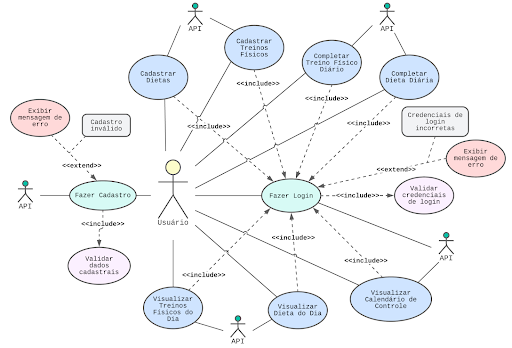 API
API
Cadastrar
Treinos
Físicos
Completar
Treino Físico
Diário
Cadastrar
Dietas
Completar
Dieta Diária
<<include>>
<<include>>
<<include>>
<<include>>
Exibir
mensagem de
erro
Cadastro
inválido
Credenciais de
login
incorretas
Exibir
mensagem de
erro
<<extend>>
<<extend>>
API
Fazer Cadastro
Usuário
Fazer Login
<<include>>
Validar
credenciais
de login
<<include>>
Validar
dados
cadastrais
<<include>>
<<include>>
<<include>>
API
Visualizar
Treinos
Físicos do
Dia
Visualizar
Dieta do Dia
Visualizar
Calendário de
Controle
API